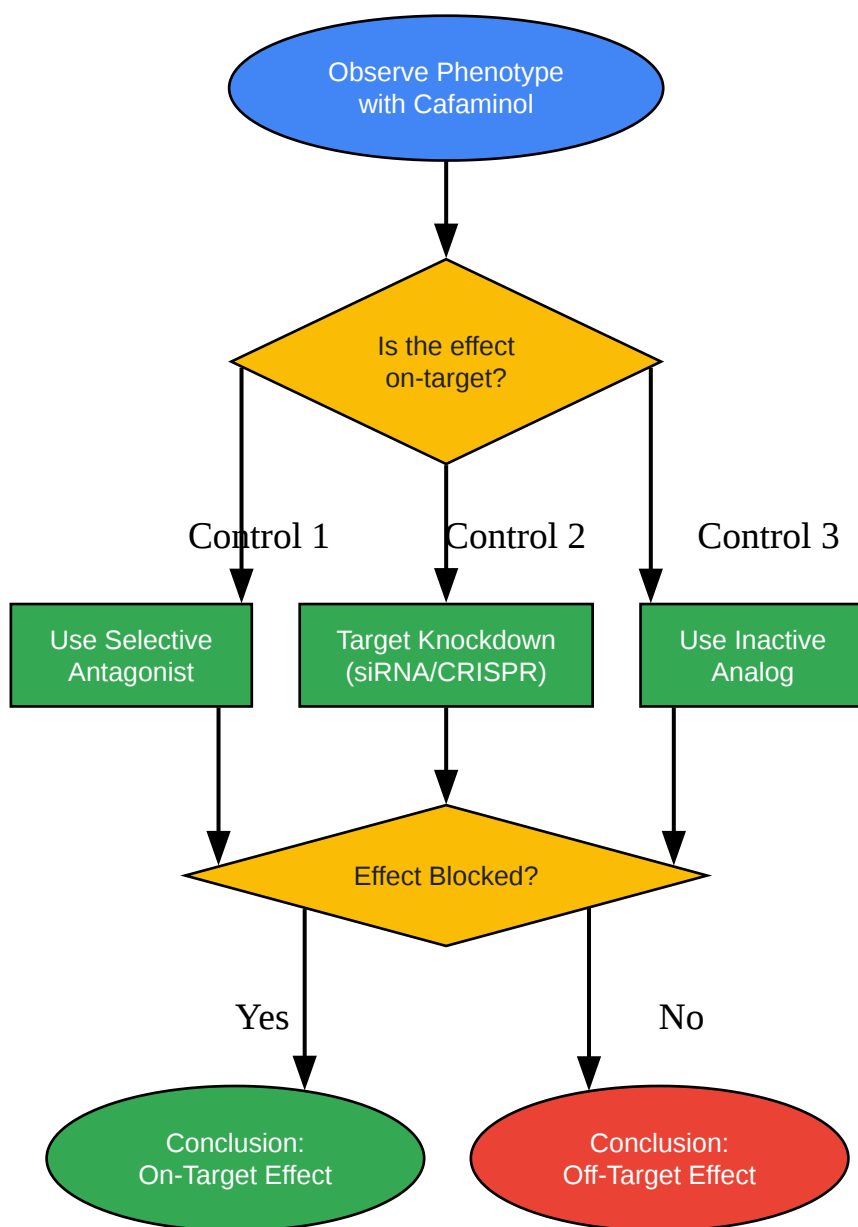 Observe Phenotype
with Cafaminol
Is the effect
on-target?
Control 1
Control 2
Control 3
Use Selective
Antagonist
Target Knockdown
(siRNA/CRISPR)
Use Inactive
Analog
Effect Blocked?
Yes
No
Conclusion:
On-Target Effect
Conclusion:
Off-Target Effect